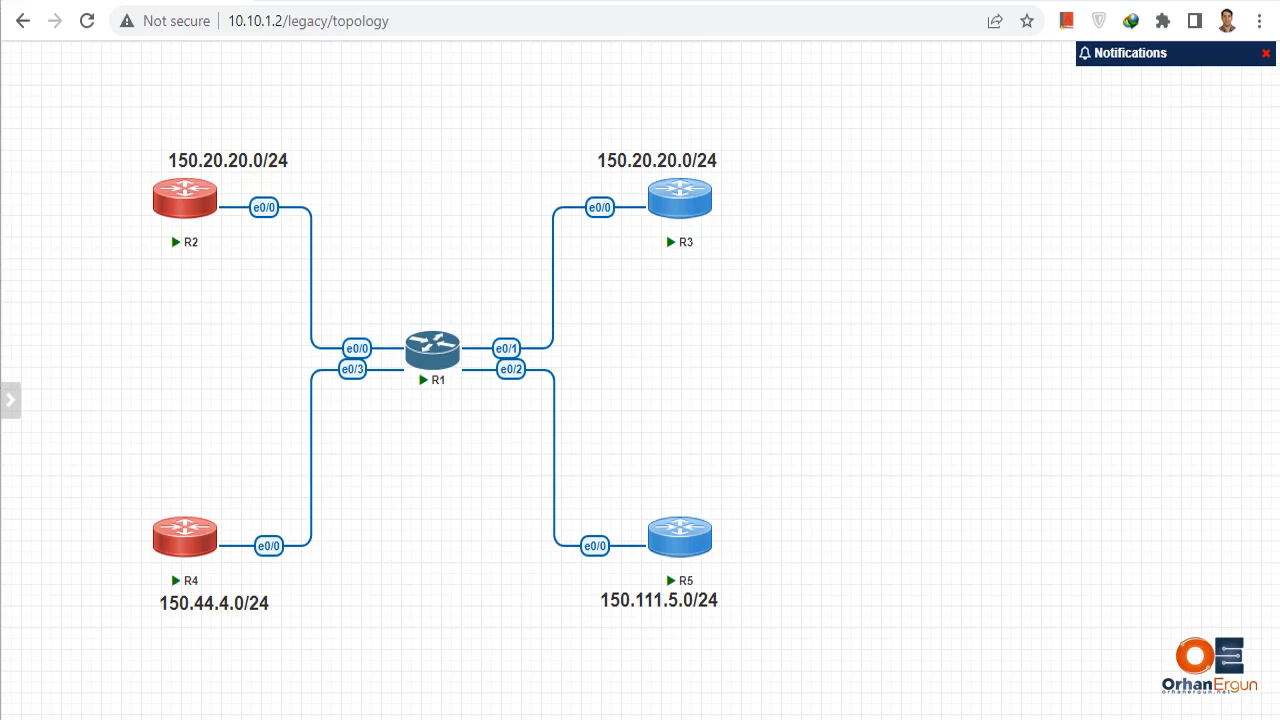 Not secure
10.10.1.2/legacy/topology
Notifications
150.20.20.0/24
150.20.20.0/24
e0/0
e0/0
R2
R3
e0/0
e0/1
e0/3
e0/2
R1
e0/0
e0/0
R4
R5
150.44.4.0/24
150.111.5.0/24
OE
OrhanErgun
orhanergun.net